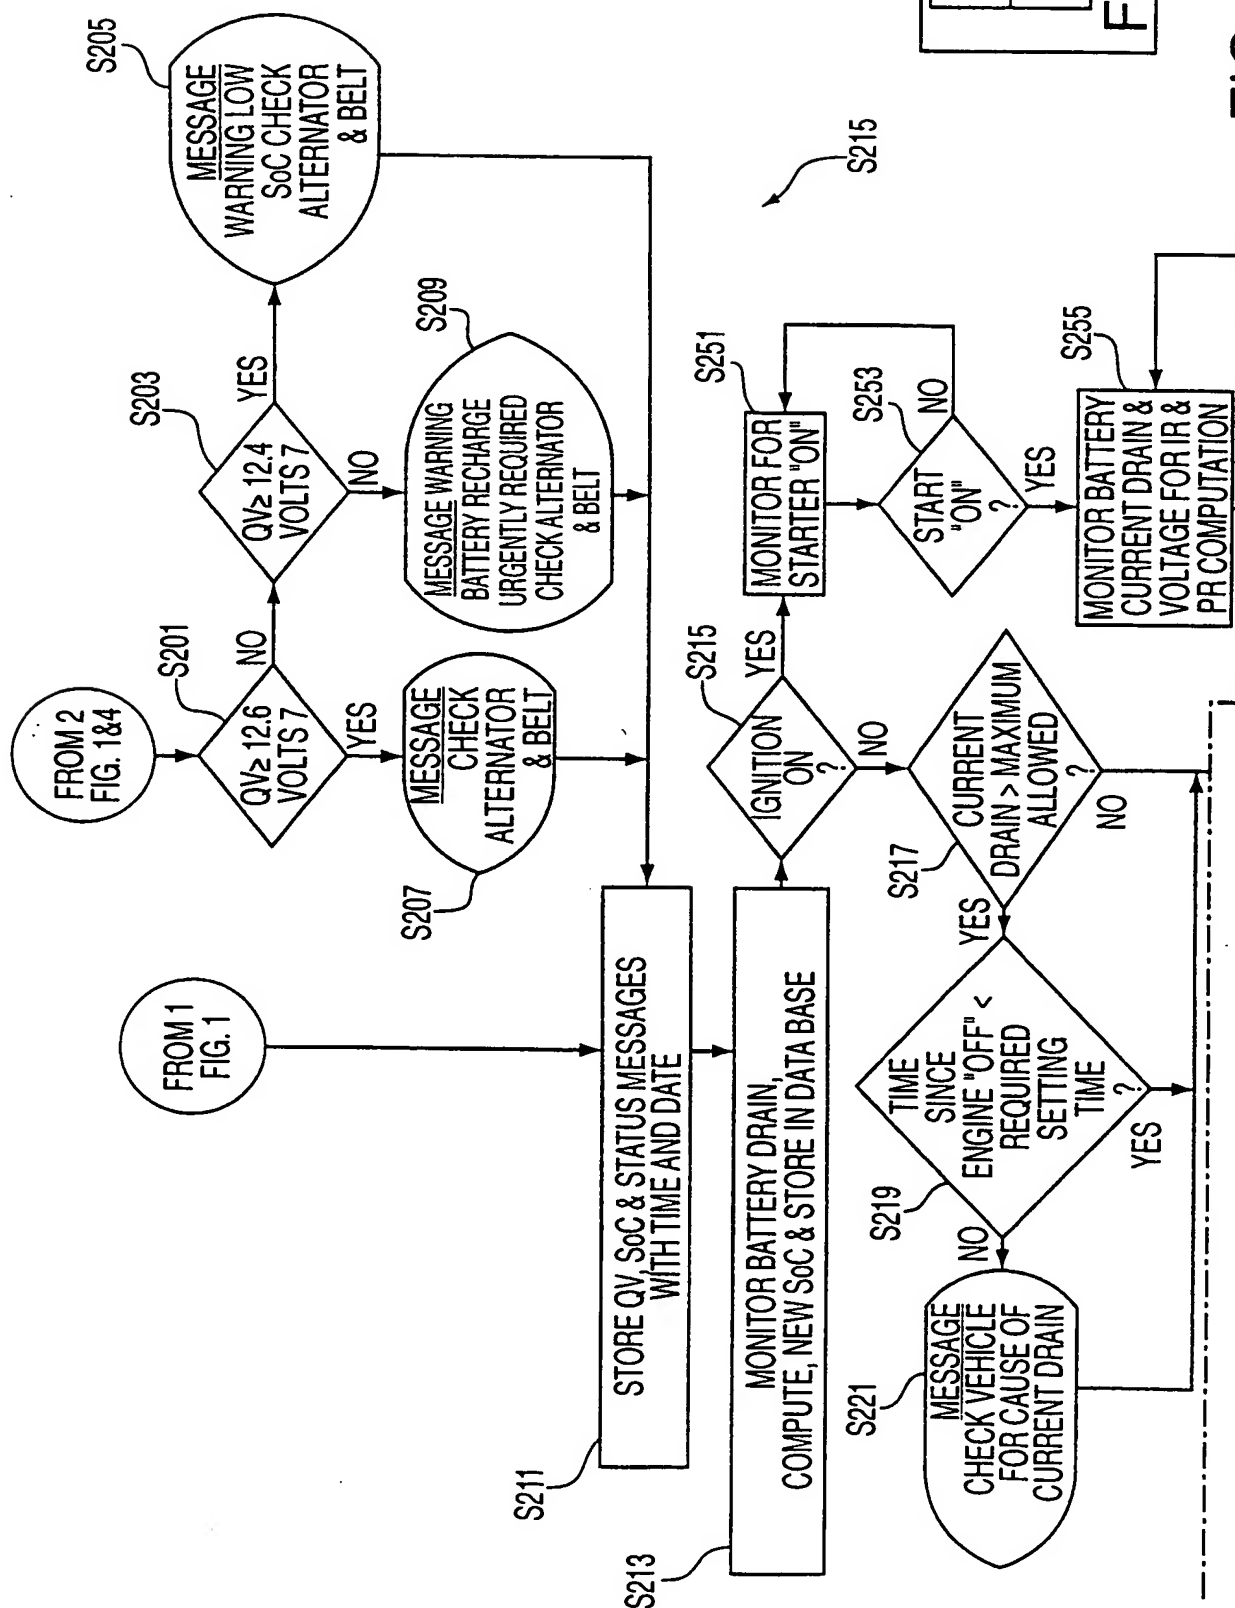 FROM 1
FIG. 1
FROM 2
FIG. 1&4
S201
QV≥ 12.6
VOLTS 7
NO
YES
S203
QV≥ 12.4
VOLTS 7
YES
NO
S205
MESSAGE
WARNING LOW
SoC CHECK
ALTERNATOR
& BELT
S207
MESSAGE
CHECK
ALTERNATOR
& BELT
S209
MESSAGE WARNING
BATTERY RECHARGE
URGENTLY REQUIRED
CHECK ALTERNATOR
& BELT
S211
STORE QV, SoC & STATUS MESSAGES
WITH TIME AND DATE
S213
MONITOR BATTERY DRAIN,
COMPUTE, NEW SoC & STORE IN DATA BASE
S215
IGNITION
ON
?
YES
NO
S251
MONITOR FOR
STARTER "ON"
S215
S253
START
"ON"
?
NO
YES
S217
CURRENT
DRAIN > MAXIMUM
ALLOWED
?
YES
NO
S255
MONITOR BATTERY
CURRENT DRAIN &
VOLTAGE FOR IR &
PR COMPUTATION
S219
TIME
SINCE
ENGINE "OFF" <
REQUIRED
SETTING
TIME
?
NO
YES
S221
MESSAGE
CHECK VEHICLE
FOR CAUSE OF
CURRENT DRAIN